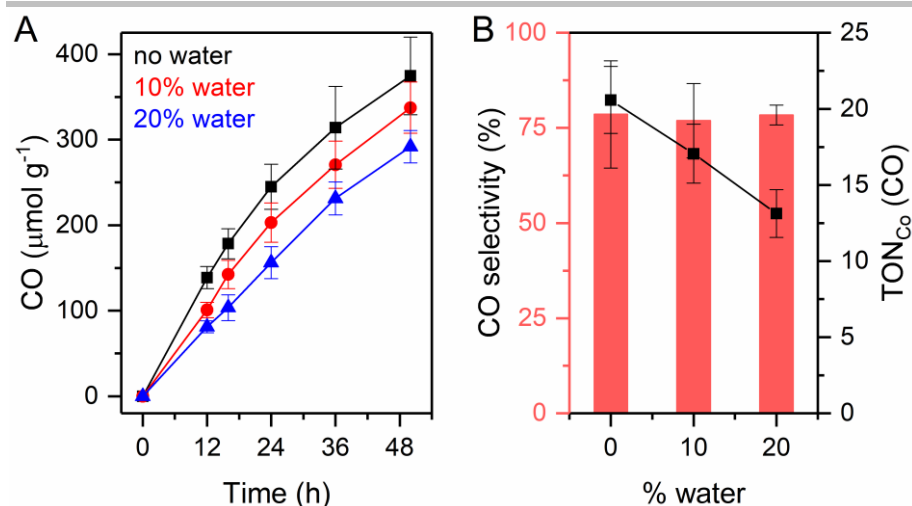 A
no water
10% water
20% water
400
300
200
100
0
0 12 24 36 48
CO (μmol g⁻¹)
Time (h)
B
100
75
50
25
0
CO selectivity (%)
25
20
15
10
5
0
TON_Co (CO)
0 10 20
% water